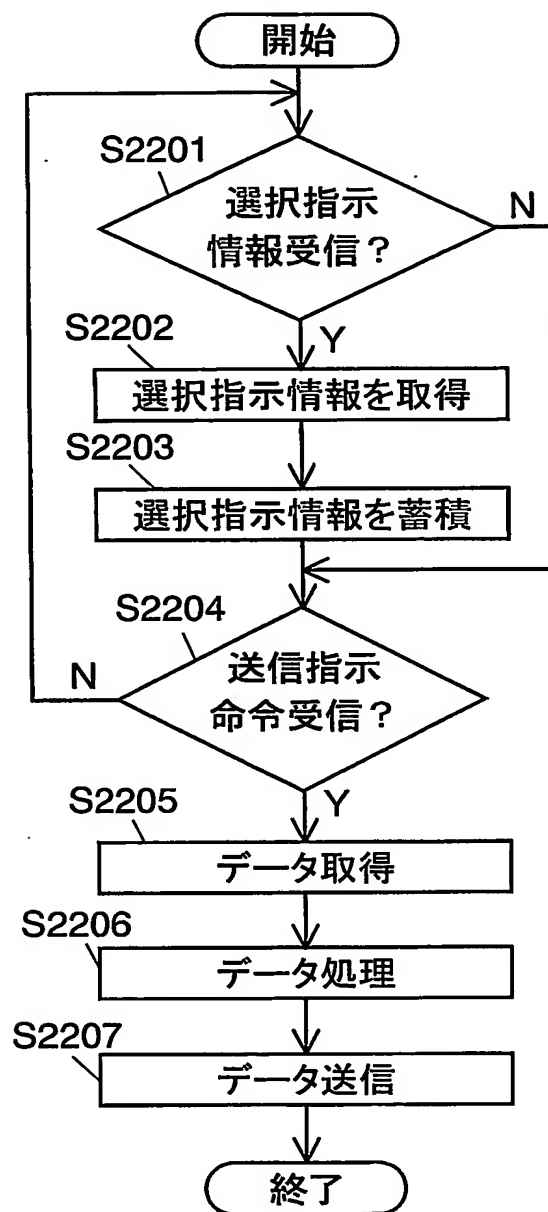 開始
S2201
選択指示
情報受信?
N
Y
S2202
選択指示情報を取得
S2203
選択指示情報を蓄積
S2204
送信指示
命令受信?
N
Y
S2205
データ取得
S2206
データ処理
S2207
データ送信
終了